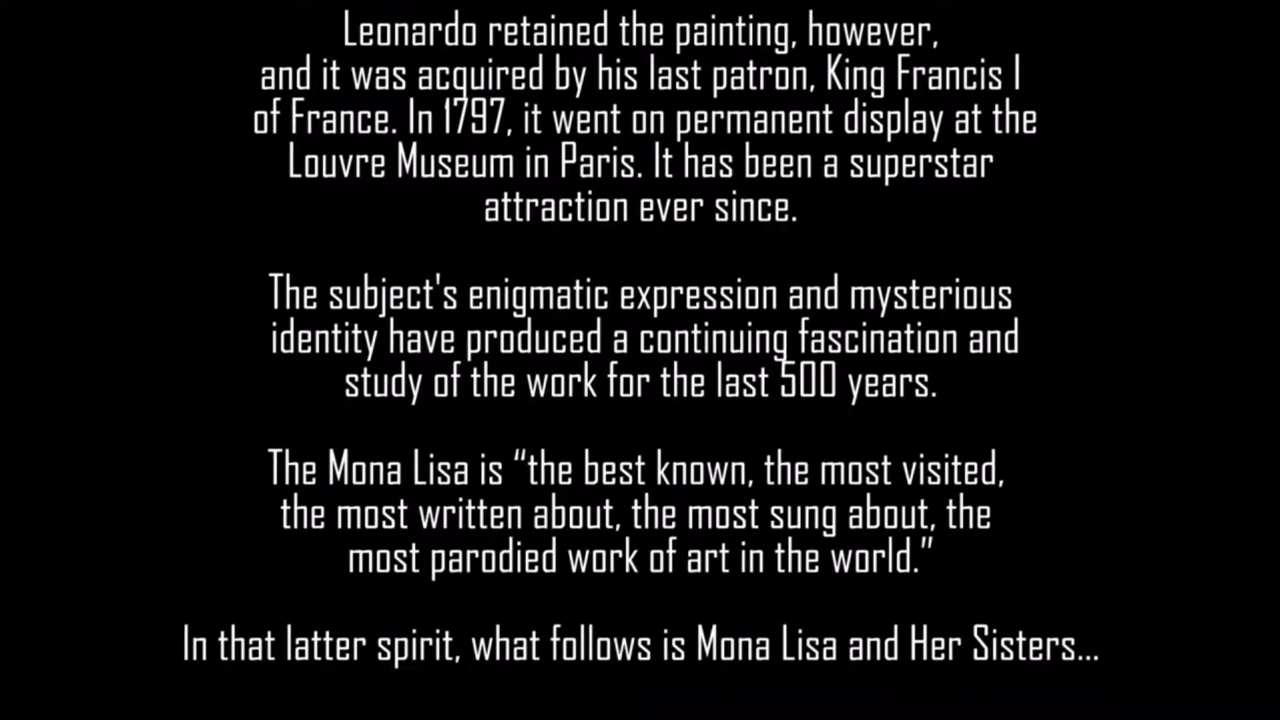 Leonardo retained the painting, however,
and it was acquired by his last patron, King Francis I
of France. In 1797, it went on permanent display at the
Louvre Museum in Paris. It has been a superstar
attraction ever since.
The subject's enigmatic expression and mysterious
identity have produced a continuing fascination and
study of the work for the last 500 years.
The Mona Lisa is “the best known, the most visited,
the most written about, the most sung about, the
most parodied work of art in the world.”
In that latter spirit, what follows is Mona Lisa and Her Sisters...